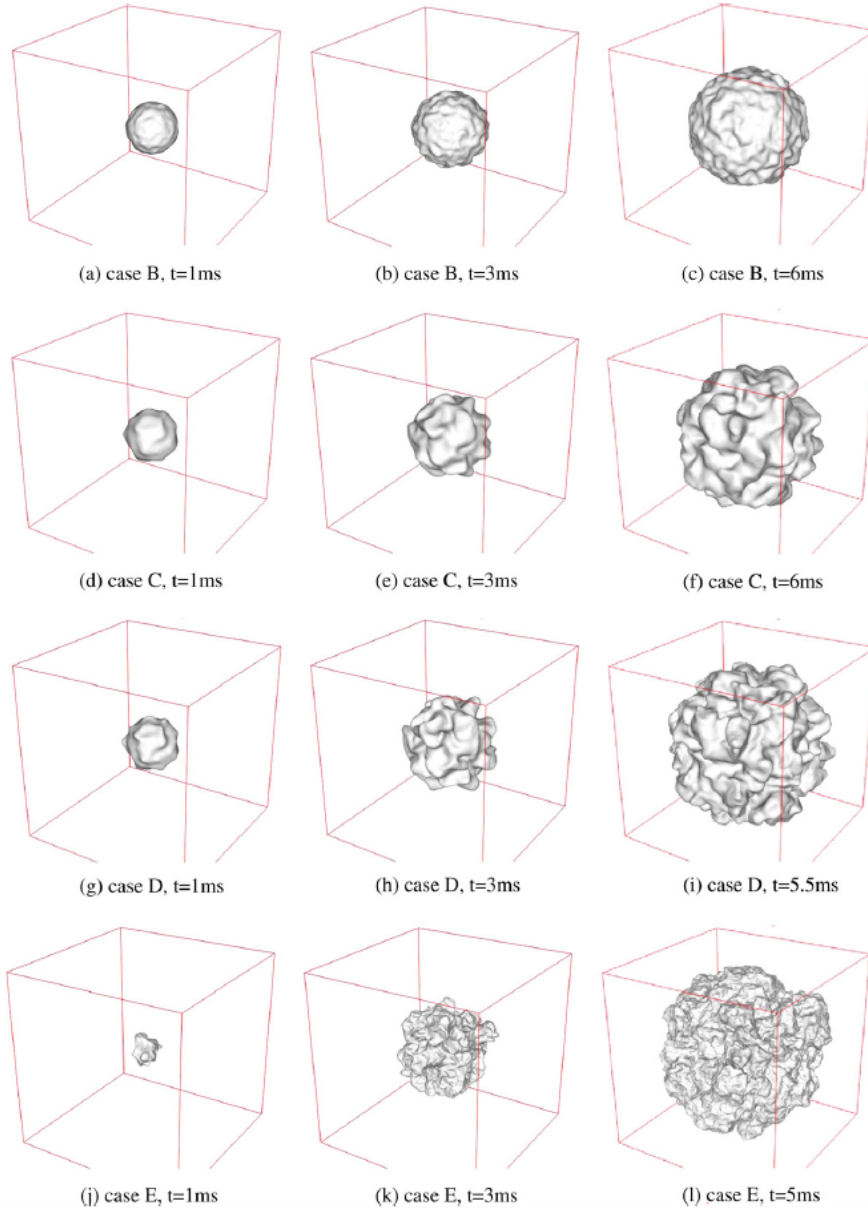 (a) case B, t=1ms
(b) case B, t=3ms
(c) case B, t=6ms
(d) case C, t=1ms
(e) case C, t=3ms
(f) case C, t=6ms
(g) case D, t=1ms
(h) case D, t=3ms
(i) case D, t=5.5ms
(j) case E, t=1ms
(k) case E, t=3ms
(l) case E, t=5ms